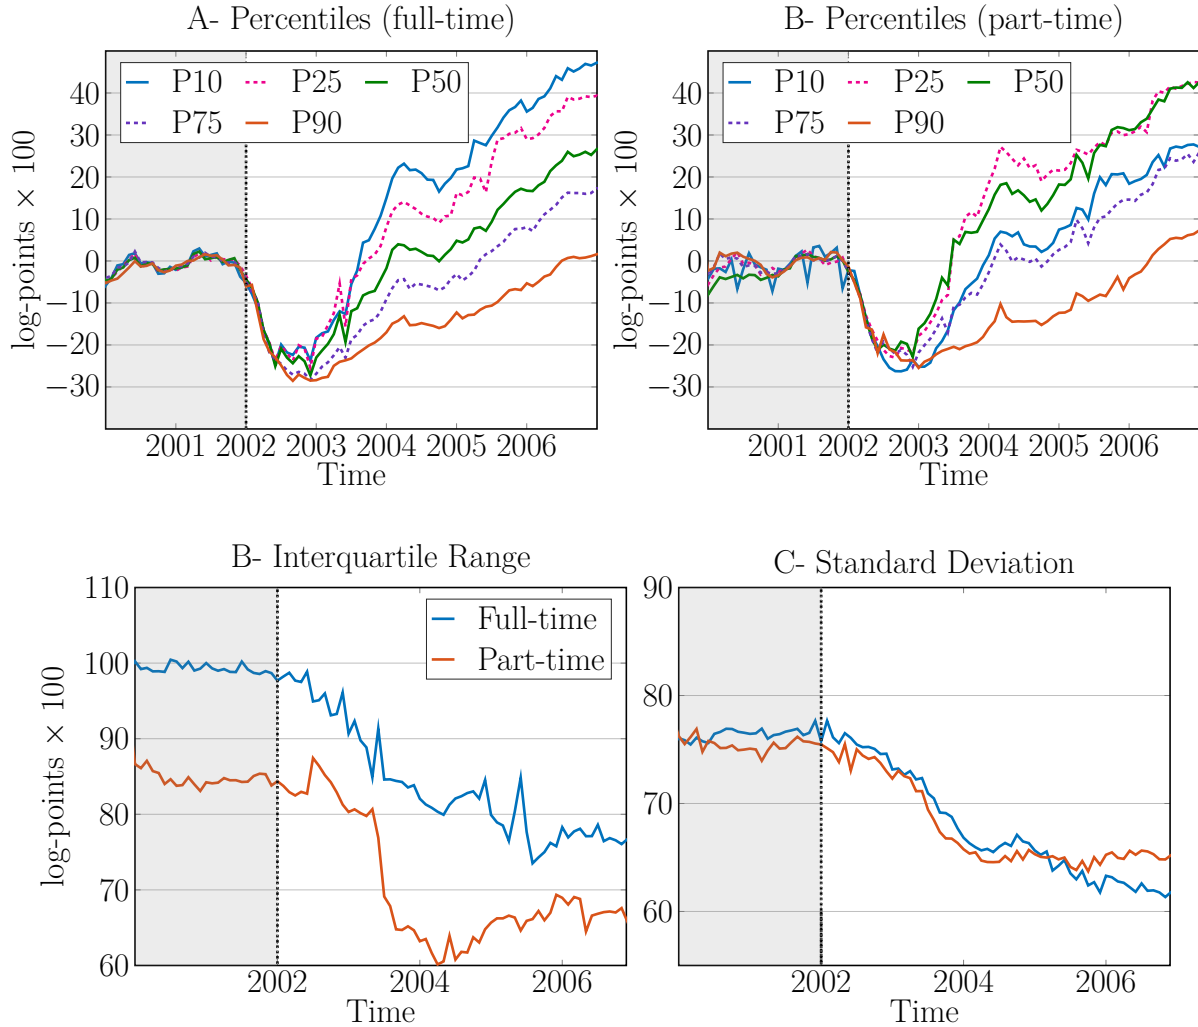 A- Percentiles (full-time)
P10 P25 P50
P75 P90
40
30
20
10
0
−10
−20
−30
log-points × 100
2001 2002 2003 2004 2005 2006
Time
B- Percentiles (part-time)
P10 P25 P50
P75 P90
40
30
20
10
0
−10
−20
−30
log-points × 100
2001 2002 2003 2004 2005 2006
Time
B- Interquartile Range
Full-time
Part-time
110
100
90
80
70
60
log-points × 100
2002 2004 2006
Time
C- Standard Deviation
90
80
70
60
2002 2004 2006
Time